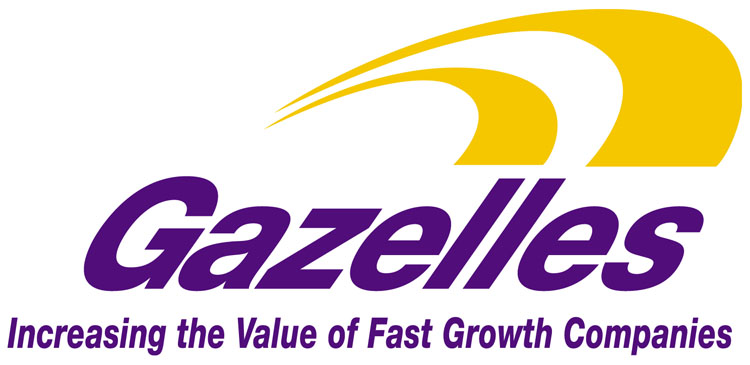 Gazelles
Increasing the Value of Fast Growth Companies